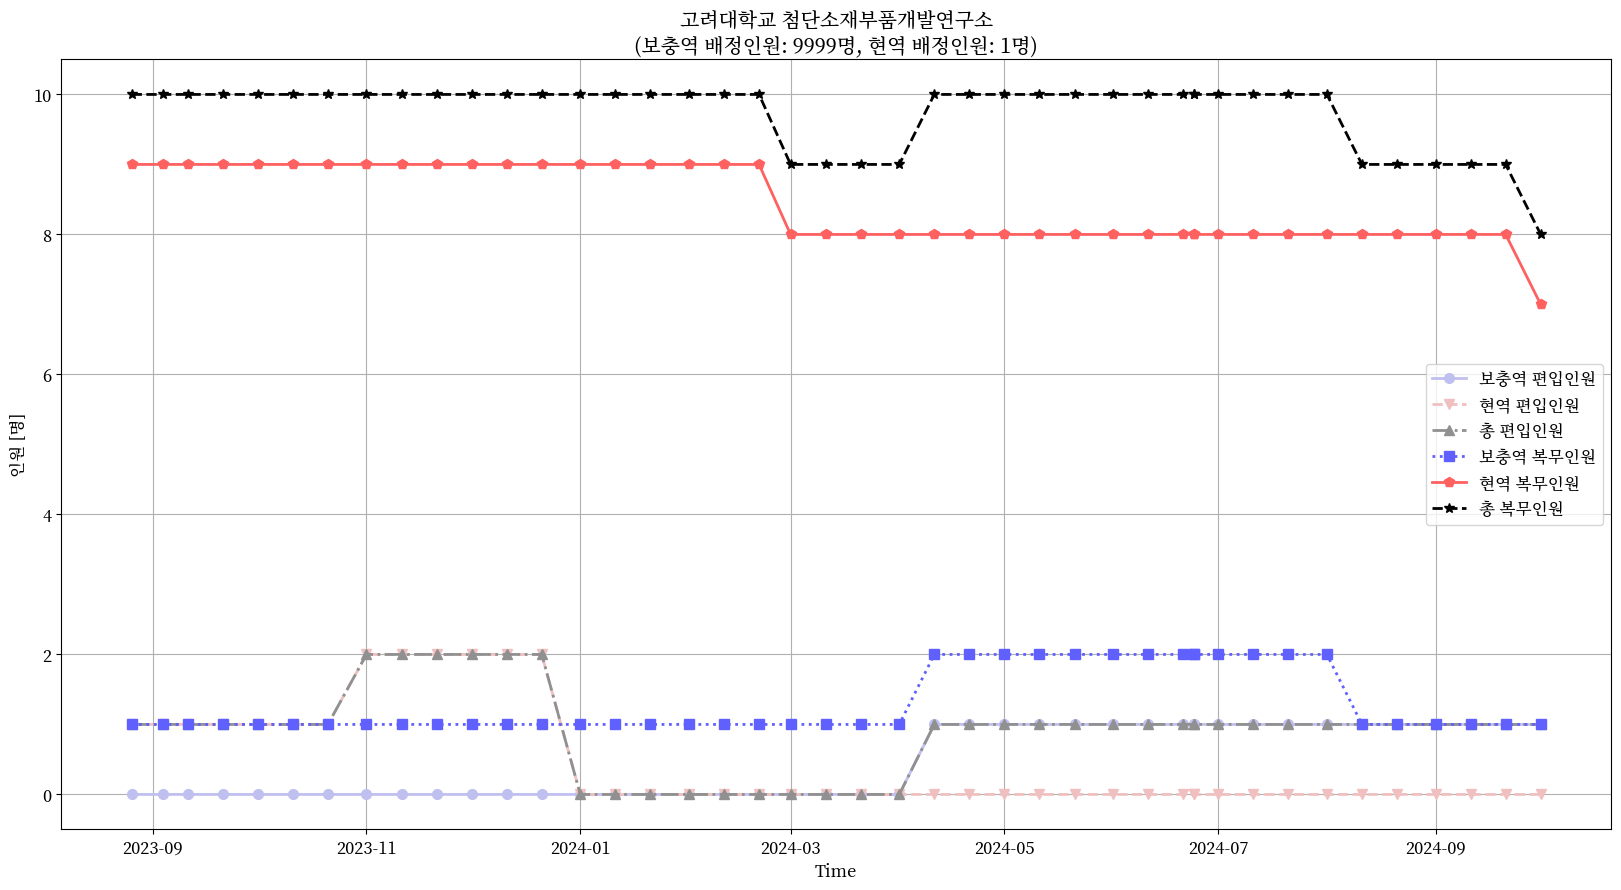 고려대학교 첨단소재부품개발연구소
(보충역 배정인원: 9999명, 현역 배정인원: 1명)
인원 [명]
10
8
6
4
2
0
보충역 편입인원
현역 편입인원
총 편입인원
보충역 복무인원
현역 복무인원
총 복무인원
2023-09
2023-11
2024-01
2024-03
2024-05
2024-07
2024-09
Time